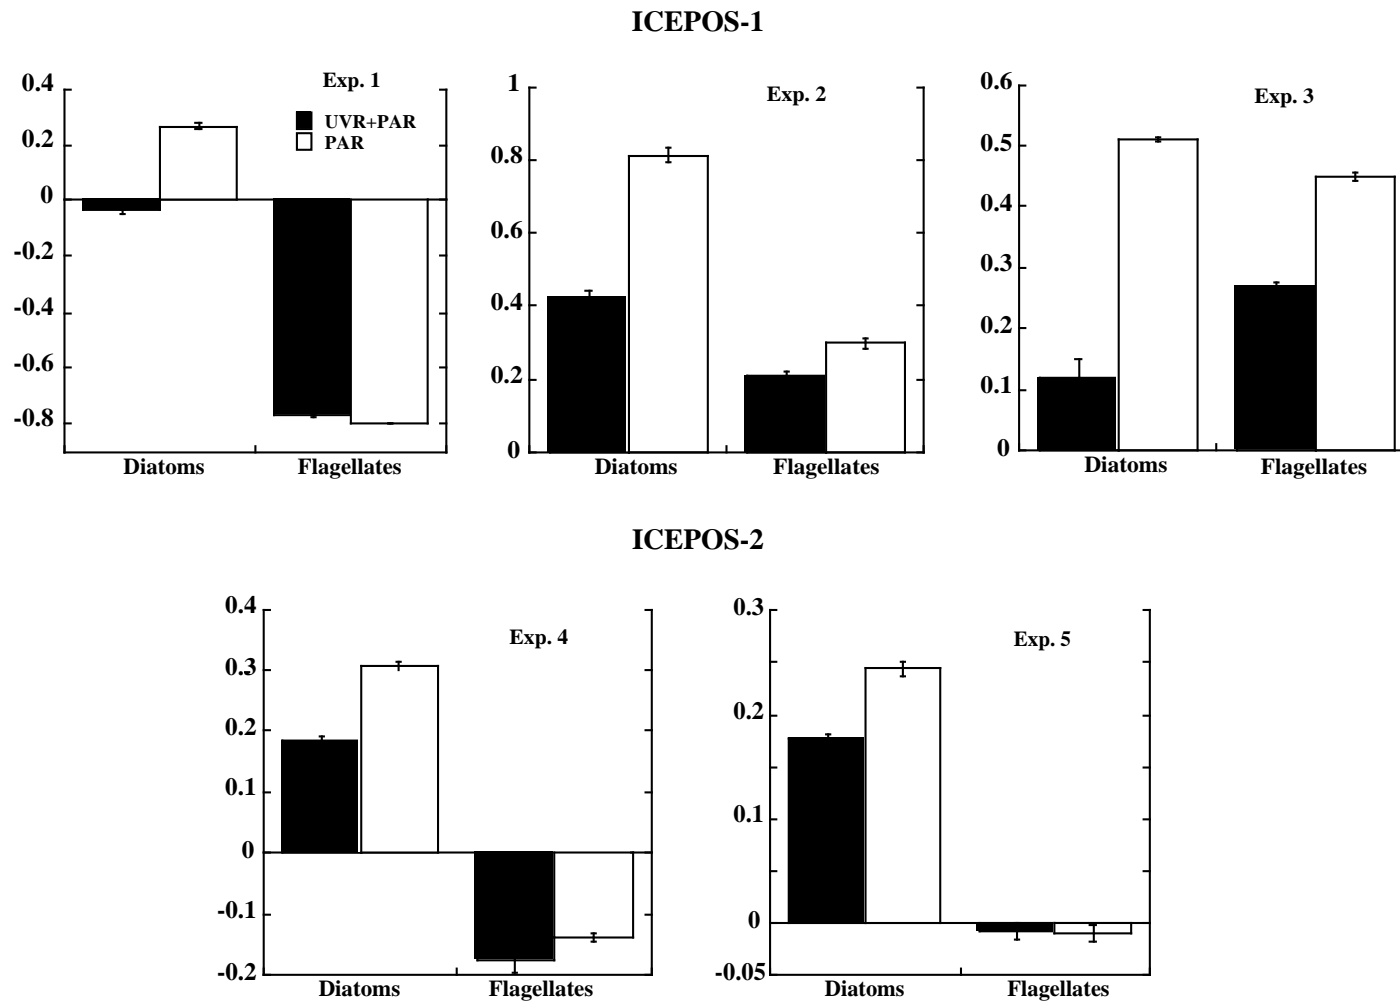 ICEPOS-1
Exp. 1
UVR+PAR
PAR
0.4
0.2
0
-0.2
-0.4
-0.6
-0.8
Diatoms Flagellates
Exp. 2
1
0.8
0.6
0.4
0.2
0
Diatoms Flagellates
Exp. 3
0.6
0.5
0.4
0.3
0.2
0.1
0
Diatoms Flagellates
ICEPOS-2
Exp. 4
0.4
0.3
0.2
0.1
0
-0.1
-0.2
Diatoms Flagellates
Exp. 5
0.3
0.2
0.1
0
-0.05
Diatoms Flagellates